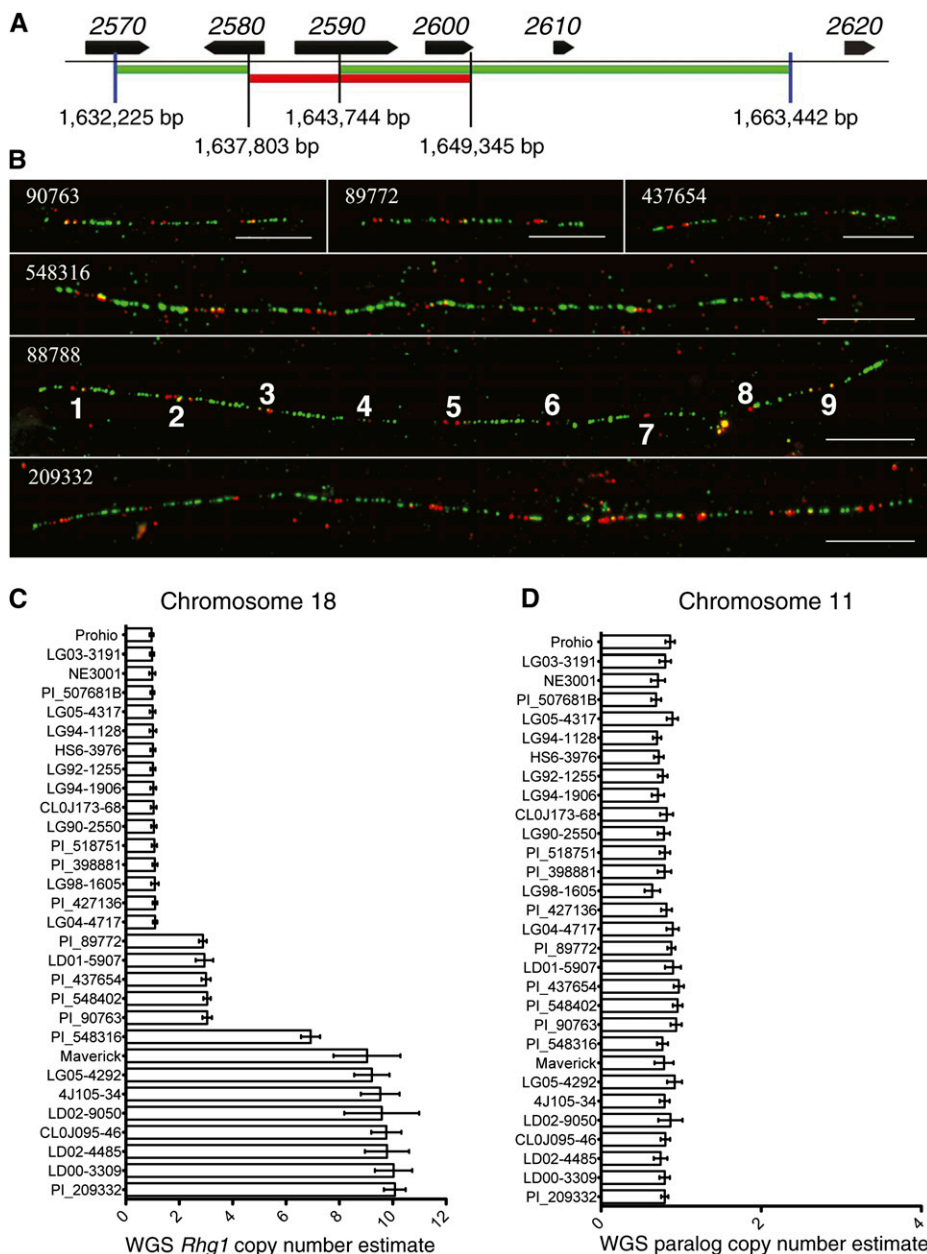 A
2570 2580 2590 2600 2610 2620
1,632,225 bp 1,643,744 bp 1,663,442 bp
1,637,803 bp 1,649,345 bp
B
90763 89772 437654
548316
88788
1 2 3 4 5 6 7 8 9
209332
C Chromosome 18
Prohio
LG03-3191
NE3001
PI_507681B
LG05-4317
LG94-1128
HS6-3976
LG92-1255
LG94-1906
CL0J173-68
LG90-2550
PI_518751
PI_398881
LG98-1605
PI_427136
LG04-4717
PI_89772
LD01-5907
PI_437654
PI_548402
PI_90763
PI_548316
Maverick
LG05-4292
4J105-34
LD02-9050
CL0J095-46
LD02-4485
LD00-3309
PI_209332
0 2 4 6 8 10 12
WGS Rhg1 copy number estimate
D Chromosome 11
Prohio
LG03-3191
NE3001
PI_507681B
LG05-4317
LG94-1128
HS6-3976
LG92-1255
LG94-1906
CL0J173-68
LG90-2550
PI_518751
PI_398881
LG98-1605
PI_427136
LG04-4717
PI_89772
LD01-5907
PI_437654
PI_548402
PI_90763
PI_548316
Maverick
LG05-4292
4J105-34
LD02-9050
CL0J095-46
LD02-4485
LD00-3309
PI_209332
0 2 4
WGS paralog copy number estimate